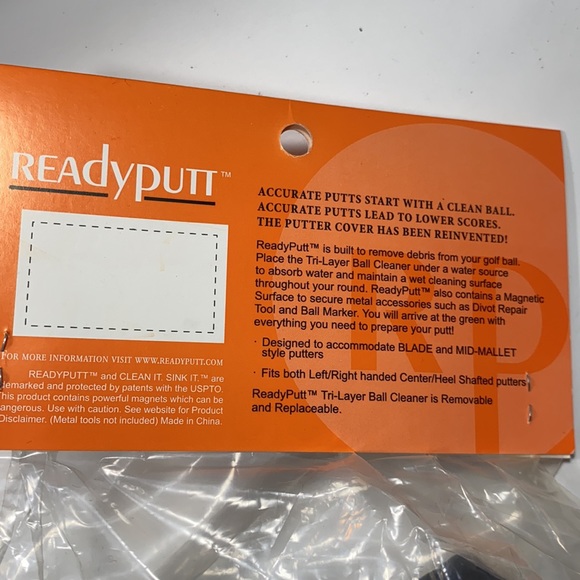 READYPUTT™
FOR MORE INFORMATION VISIT WWW.READYPUTT.COM
READYPUTT™ and CLEAN IT. SINK IT.™ are
emarked and protected by patents with the USPTO.
This product contains powerful magnets which can be
angerous. Use with caution. See website for Product
Disclaimer. (Metal tools not included) Made in China.
ACCURATE PUTTS START WITH A CLEAN BALL.
ACCURATE PUTTS LEAD TO LOWER SCORES.
THE PUTTER COVER HAS BEEN REINVENTED!
ReadyPutt™ is built to remove debris from your golf ball.
Place the Tri-Layer Ball Cleaner under a water source
to absorb water and maintain a wet cleaning surface
throughout your round. ReadyPutt™ also contains a Magnetic
Surface to secure metal accessories such as Divot Repair
Tool and Ball Marker. You will arrive at the green with
everything you need to prepare your putt!
· Designed to accommodate BLADE and MID-MALLET
style putters
· Fits both Left/Right handed Center/Heel Shafted putters
ReadyPutt™ Tri-Layer Ball Cleaner is Removable
and Replaceable.
RP